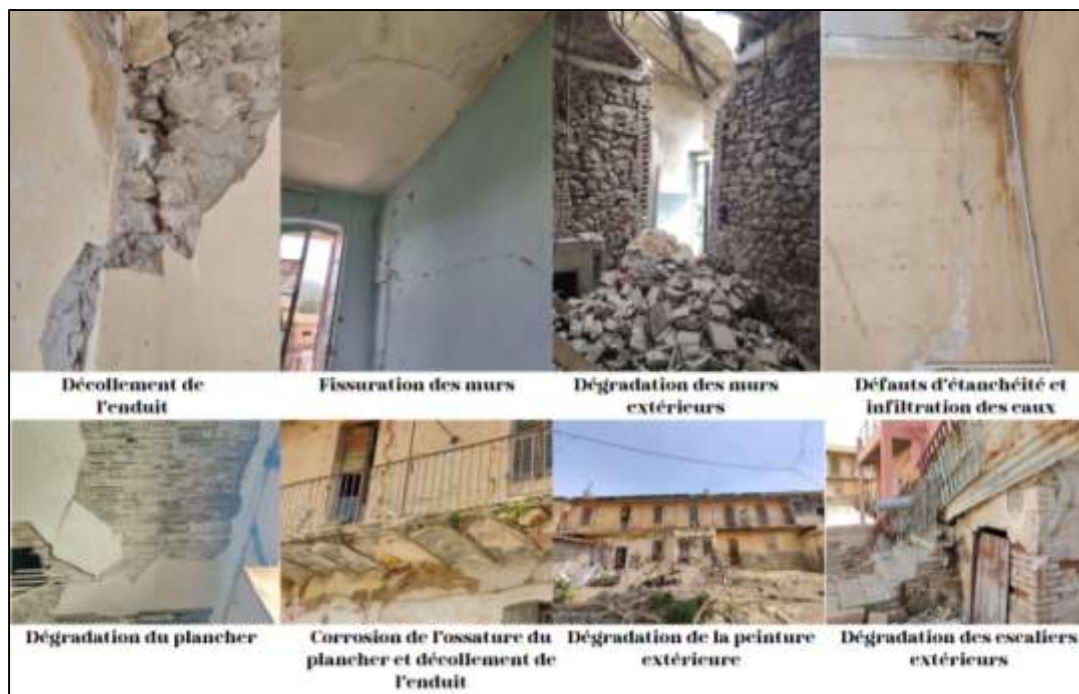 Décollement de
l'enduit
Fissuration des murs
Dégradation des murs
extérieurs
Défauts d'étanchéité et
infiltration des eaux
Dégradation du plancher
Corrosion de l'ossature du
plancher et décollement de
l'enduit
Dégradation de la peinture
extérieure
Dégradation des escaliers
extérieurs